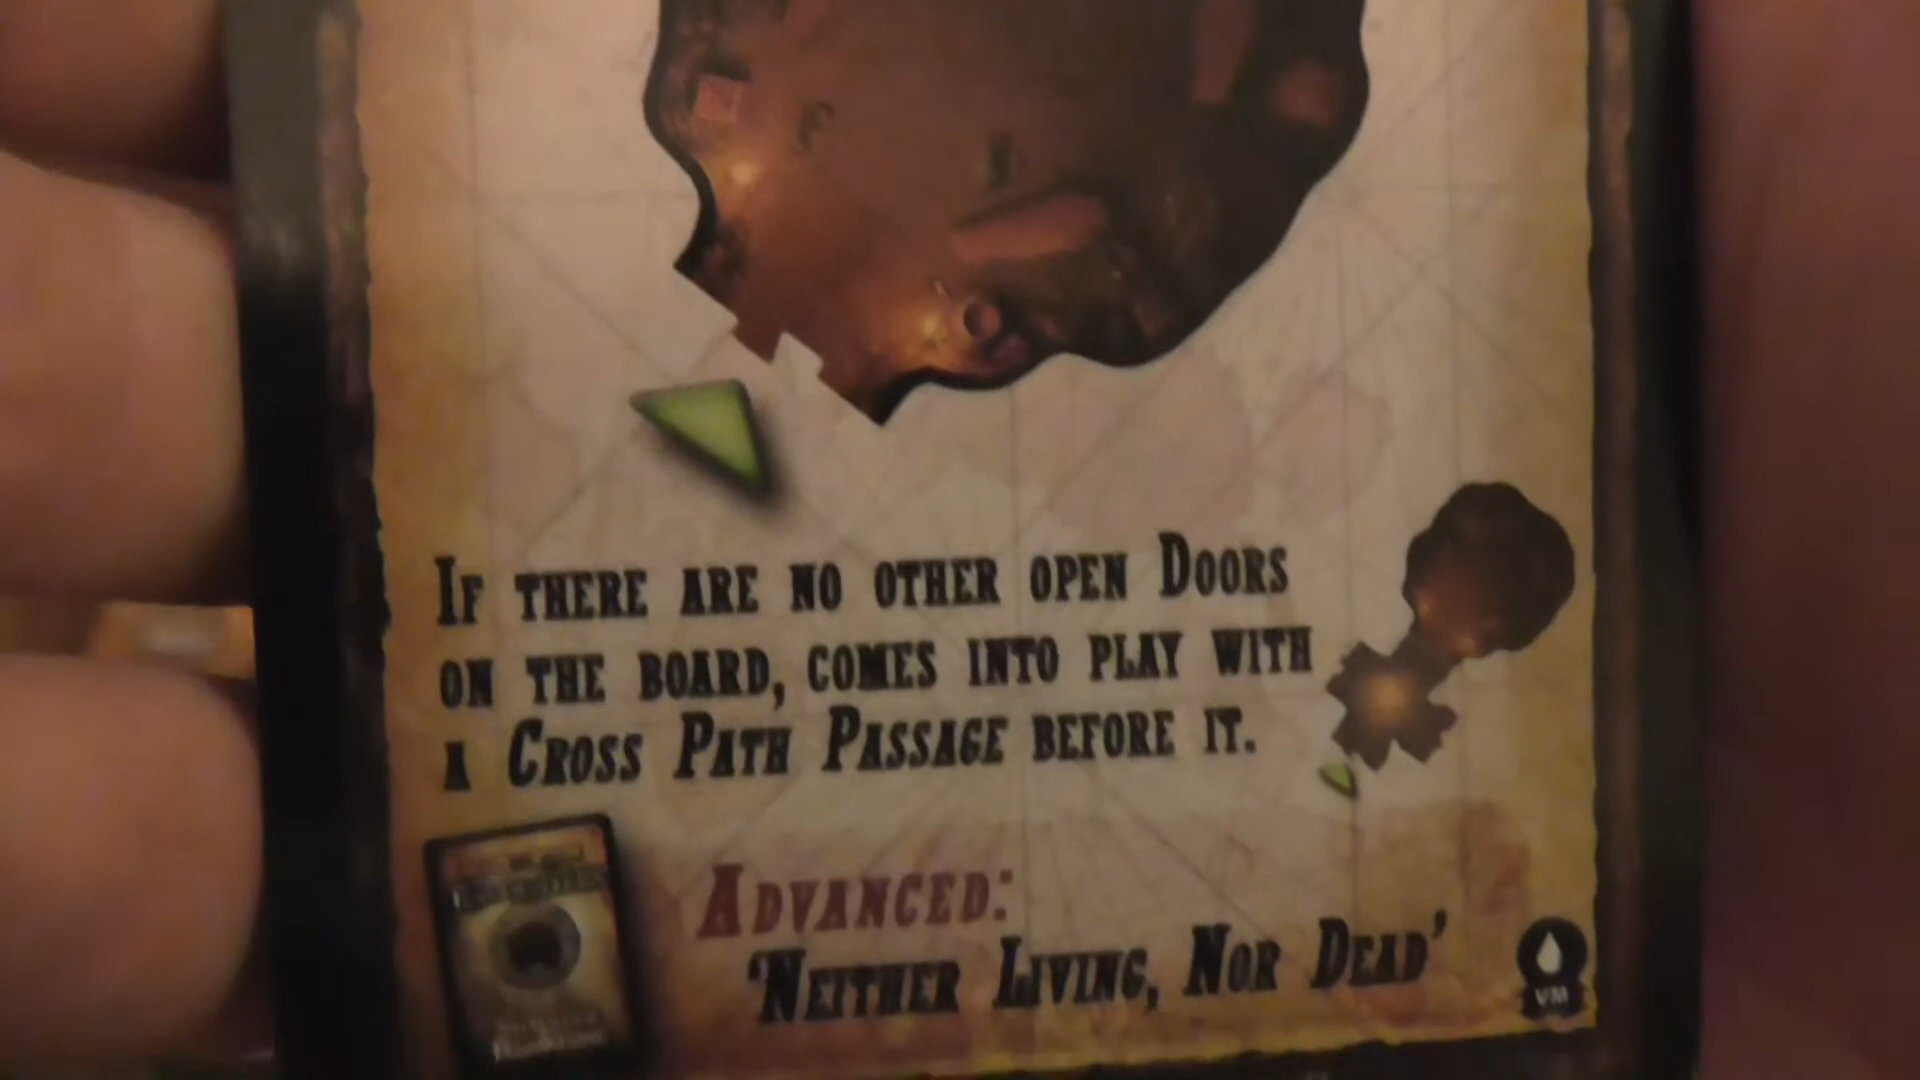 If there are no other open Doors
on the board, comes into play with
a Cross Path Passage before it.
Advanced:
'Neither Living, Nor Dead'
VM